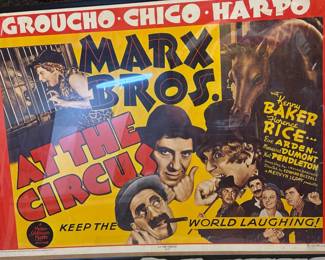 GROUCHO · CHICO · HARPO
MARX
BROS.
AT THE
CIRCUS
with
Kenny
BAKER
Florence
RICE...
Eve ARDEN
Margaret DUMONT
Nat PENDLETON
KEEP THE WORLD LAUGHING!